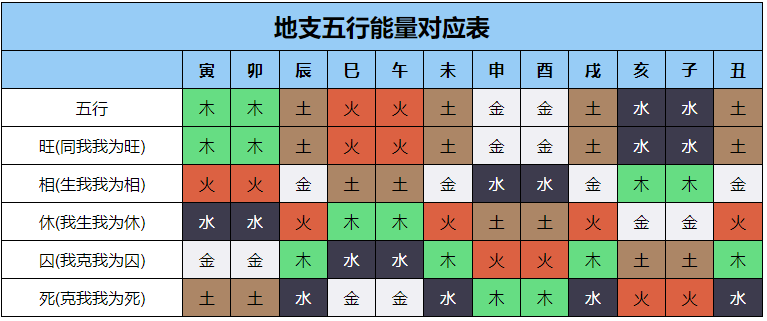 地支五行能量对应表
寅 卯 辰 巳 午 未 申 酉 戌 亥 子 丑
五行 木 木 土 火 火 土 金 金 土 水 水 土
旺(同我我为旺) 木 木 土 火 火 土 金 金 土 水 水 土
相(生我我为相) 火 火 金 土 土 金 水 水 金 木 木 金
休(我生我为休) 水 水 火 木 木 火 土 土 火 金 金 火
囚(我克我为囚) 金 金 木 水 水 木 火 火 木 土 土 木
死(克我我为死) 土 土 水 金 金 水 木 木 水 火 火 水